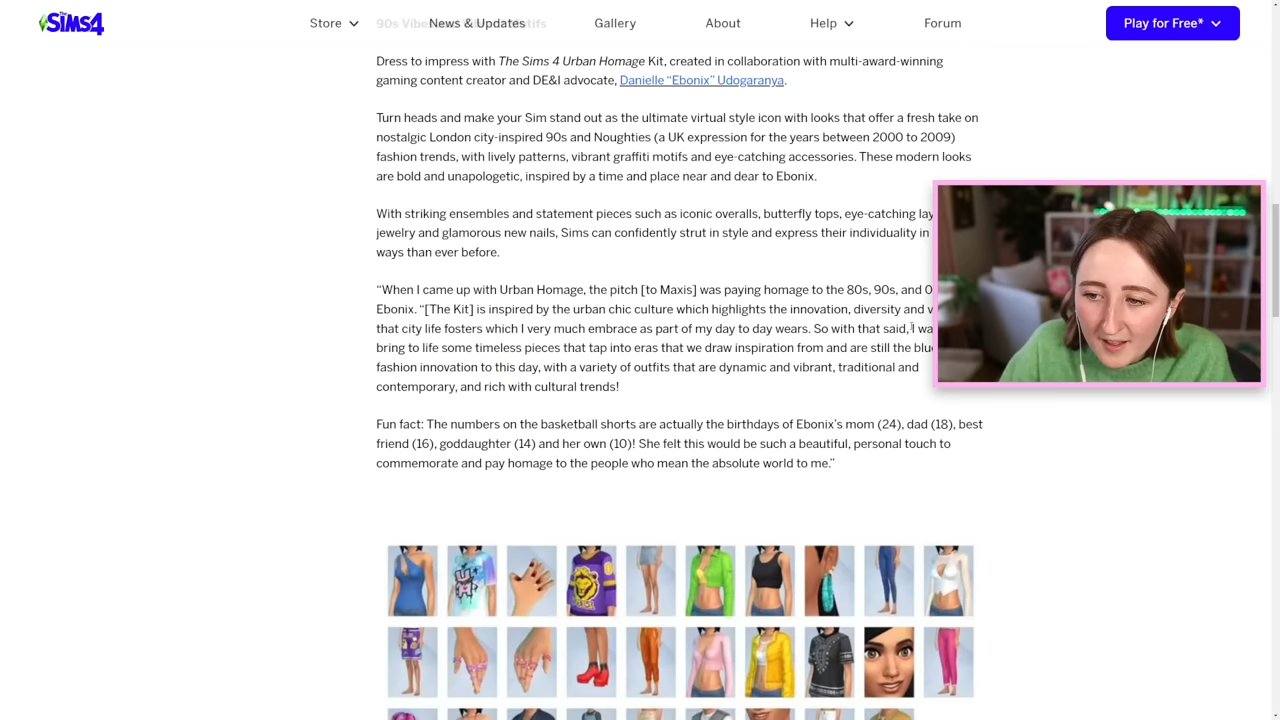 The SIMS 4
Store
News & Updates
Gallery
About
Help
Forum
Play for Free*
Dress to impress with The Sims 4 Urban Homage Kit, created in collaboration with multi-award-winning
gaming content creator and DE&I advocate, Danielle “Ebonix” Udogaranya.
Turn heads and make your Sim stand out as the ultimate virtual style icon with looks that offer a fresh take on
nostalgic London city-inspired 90s and Noughties (a UK expression for the years between 2000 to 2009)
fashion trends, with lively patterns, vibrant graffiti motifs and eye-catching accessories. These modern looks
are bold and unapologetic, inspired by a time and place near and dear to Ebonix.
With striking ensembles and statement pieces such as iconic overalls, butterfly tops, eye-catching lay
jewelry and glamorous new nails, Sims can confidently strut in style and express their individuality in
ways than ever before.
“When I came up with Urban Homage, the pitch [to Maxis] was paying homage to the 80s, 90s, and 0
Ebonix. “[The Kit] is inspired by the urban chic culture which highlights the innovation, diversity and v
that city life fosters which I very much embrace as part of my day to day wears. So with that said, I wa
bring to life some timeless pieces that tap into eras that we draw inspiration from and are still the blue
fashion innovation to this day, with a variety of outfits that are dynamic and vibrant, traditional and
contemporary, and rich with cultural trends!
Fun fact: The numbers on the basketball shorts are actually the birthdays of Ebonix's mom (24), dad (18), best
friend (16), goddaughter (14) and her own (10)! She felt this would be such a beautiful, personal touch to
commemorate and pay homage to the people who mean the absolute world to me.”